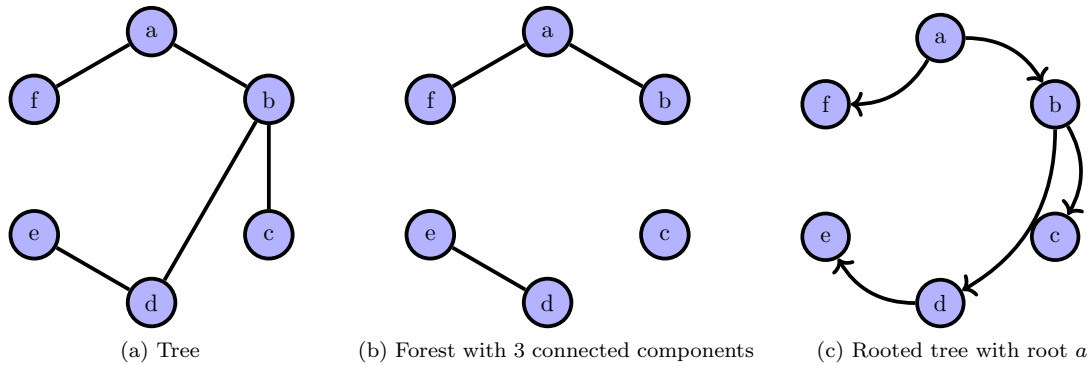 a
f
b
e
c
d
(a) Tree
a
f
b
e
c
d
(b) Forest with 3 connected components
a
f
b
e
c
d
(c) Rooted tree with root a